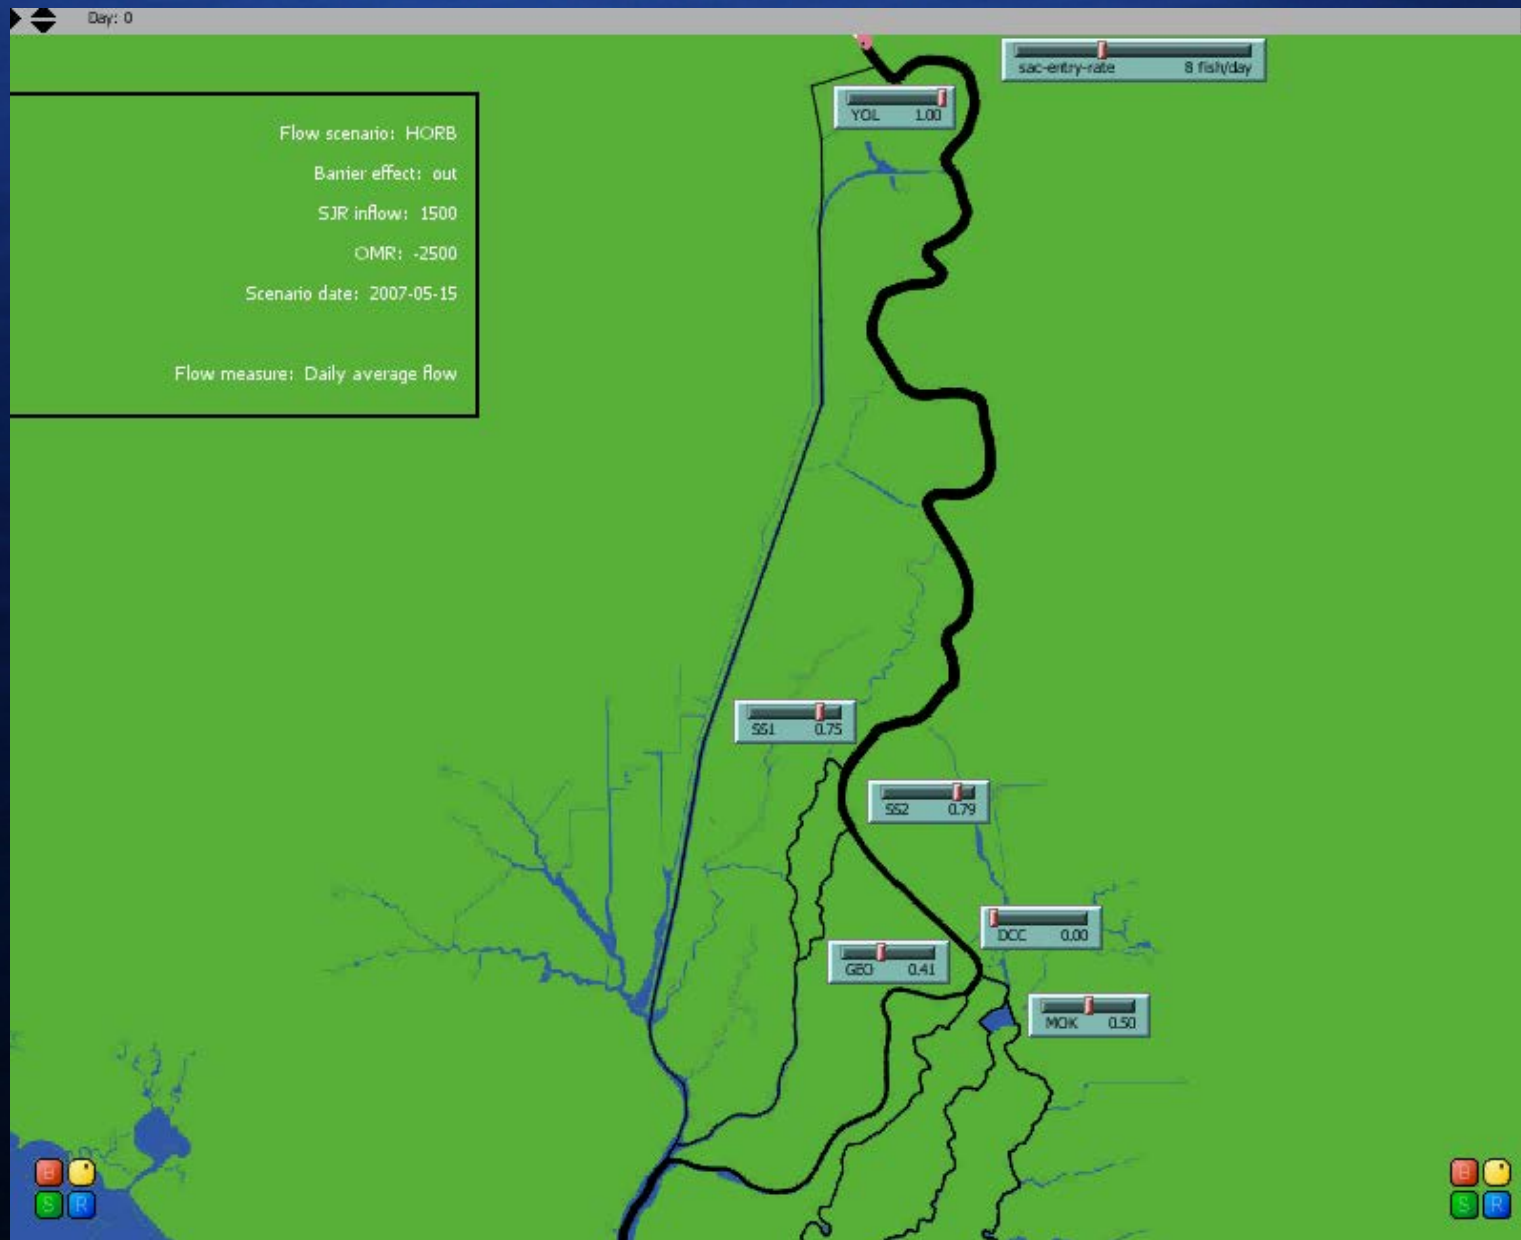 Day: 0
sac-entry-rate 8 fish/day
YOL 1.00
Flow scenario: HORB
Barrier effect: out
SJR inflow: 1500
OMR: -2500
Scenario date: 2007-05-15
Flow measure: Daily average flow
SS1 0.75
SS2 0.79
DCC 0.00
GEO 0.41
MOK 0.50
B
S R
B
S R